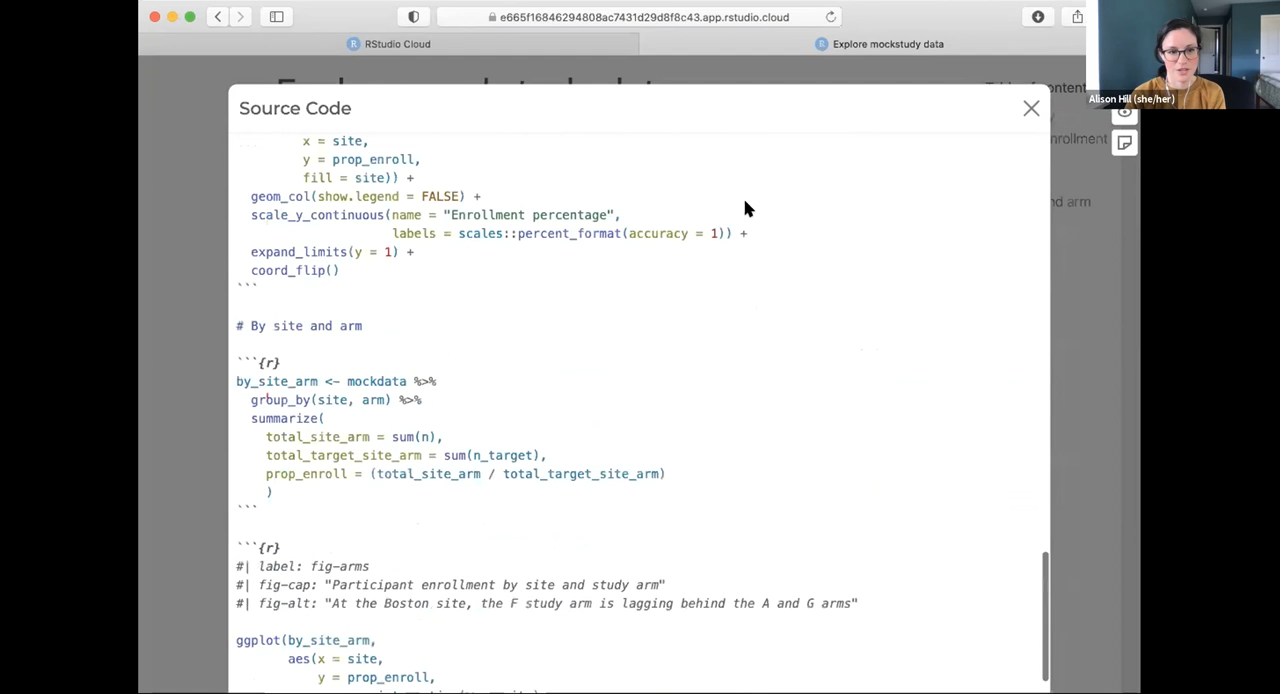 e665f16846294808ac7431d29d8f8c43.app.rstudio.cloud
RStudio Cloud
Explore mockstudy data
Alison Hill (she/her)
Source Code
x = site,
y = prop_enroll,
fill = site)) +
geom_col(show.legend = FALSE) +
scale_y_continuous(name = "Enrollment percentage",
labels = scales::percent_format(accuracy = 1)) +
expand_limits(y = 1) +
coord_flip()
```
# By site and arm
```{r}
by_site_arm <- mockdata %>%
group_by(site, arm) %>%
summarize(
total_site_arm = sum(n),
total_target_site_arm = sum(n_target),
prop_enroll = (total_site_arm / total_target_site_arm)
)
```
```{r}
#| label: fig-arms
#| fig-cap: "Participant enrollment by site and study arm"
#| fig-alt: "At the Boston site, the F study arm is lagging behind the A and G arms"
ggplot(by_site_arm,
aes(x = site,
y = prop_enroll,